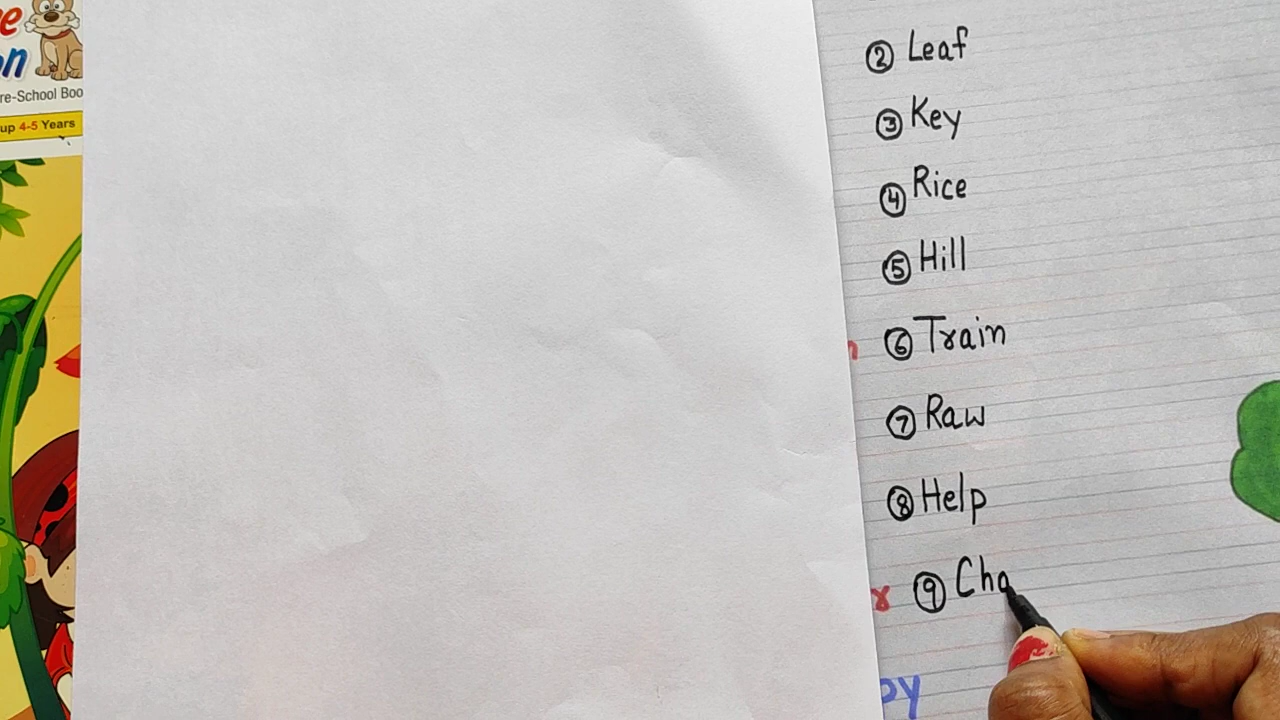 re-School Boo
up 4-5 Years
② Leaf
③ Key
④ Rice
⑤ Hill
⑥ Train
⑦ Raw
⑧ Help
⑨ Cha